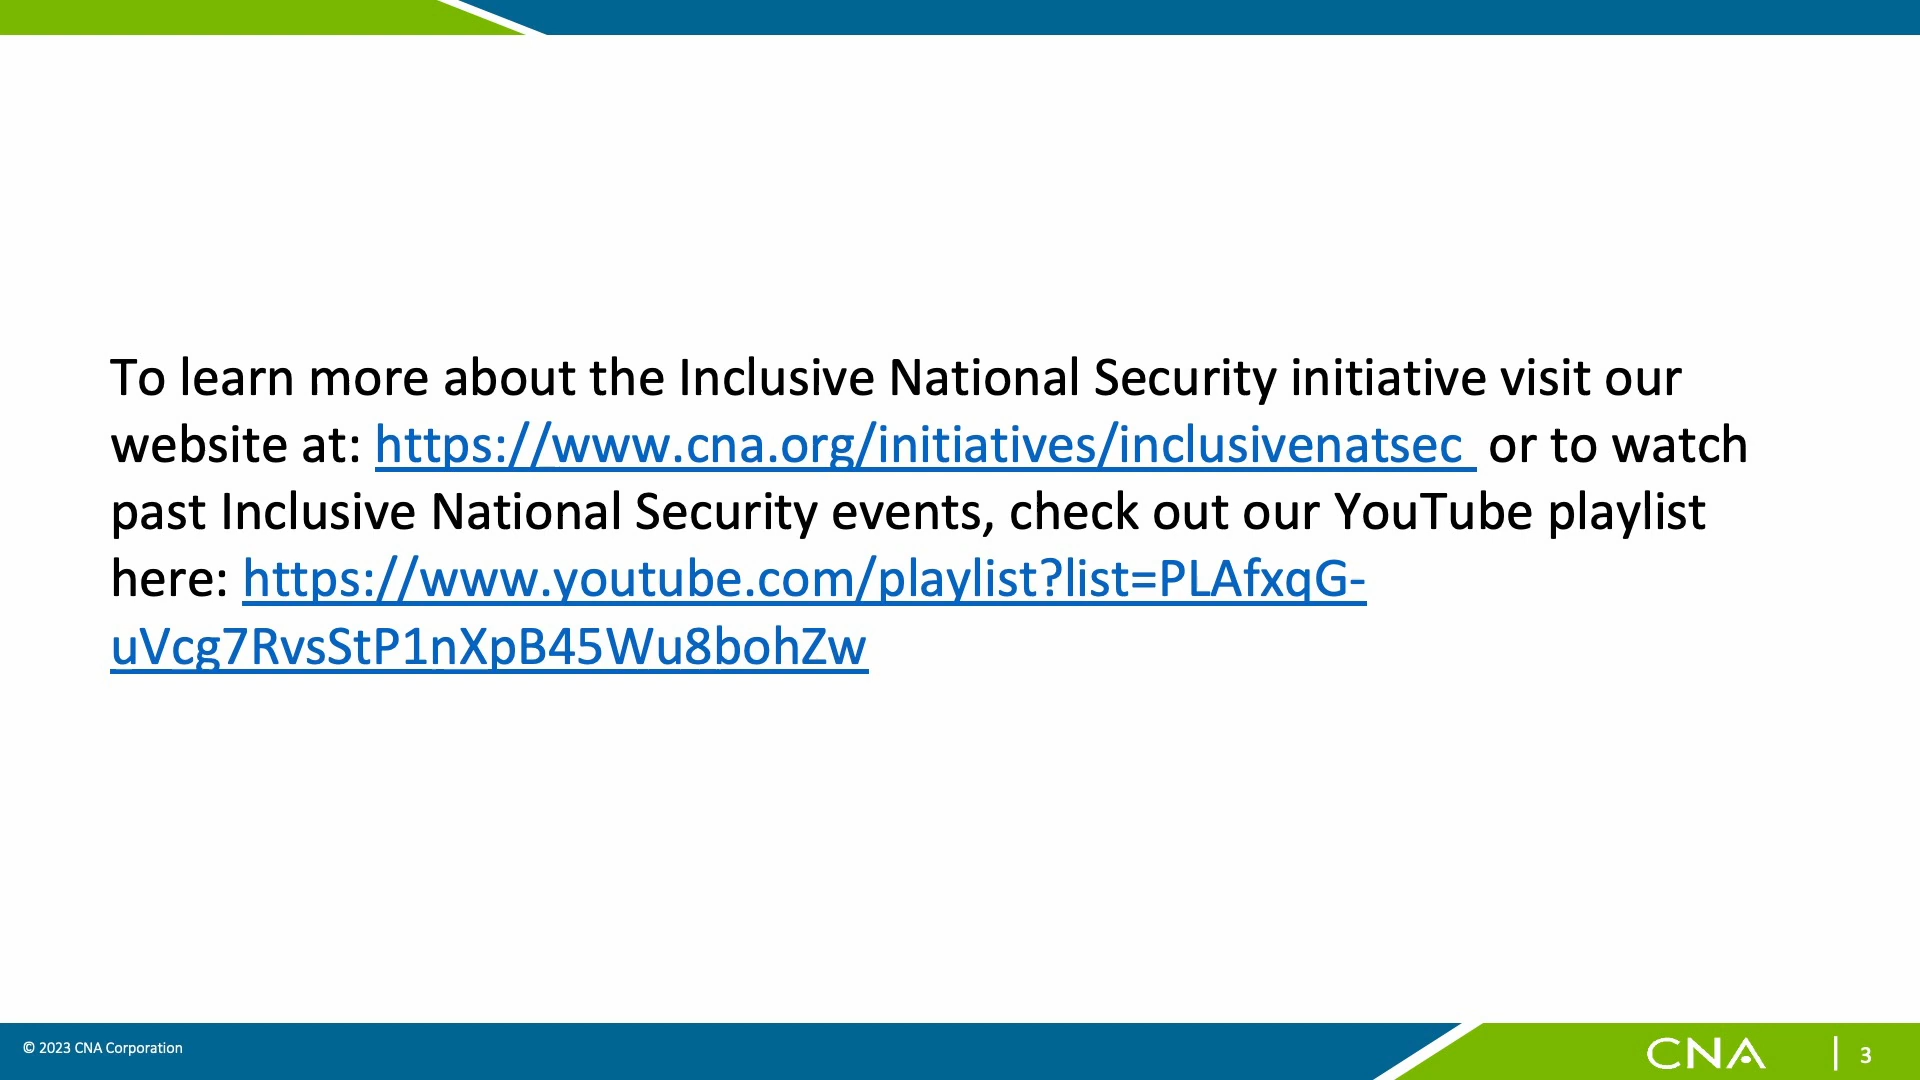 To learn more about the Inclusive National Security initiative visit our
website at: https://www.cna.org/initiatives/inclusivenatsec  or to watch
past Inclusive National Security events, check out our YouTube playlist
here: https://www.youtube.com/playlist?list=PLAfxqG-
uVcg7RvsStP1nXpB45Wu8bohZw
© 2023 CNA Corporation
CNA | 3